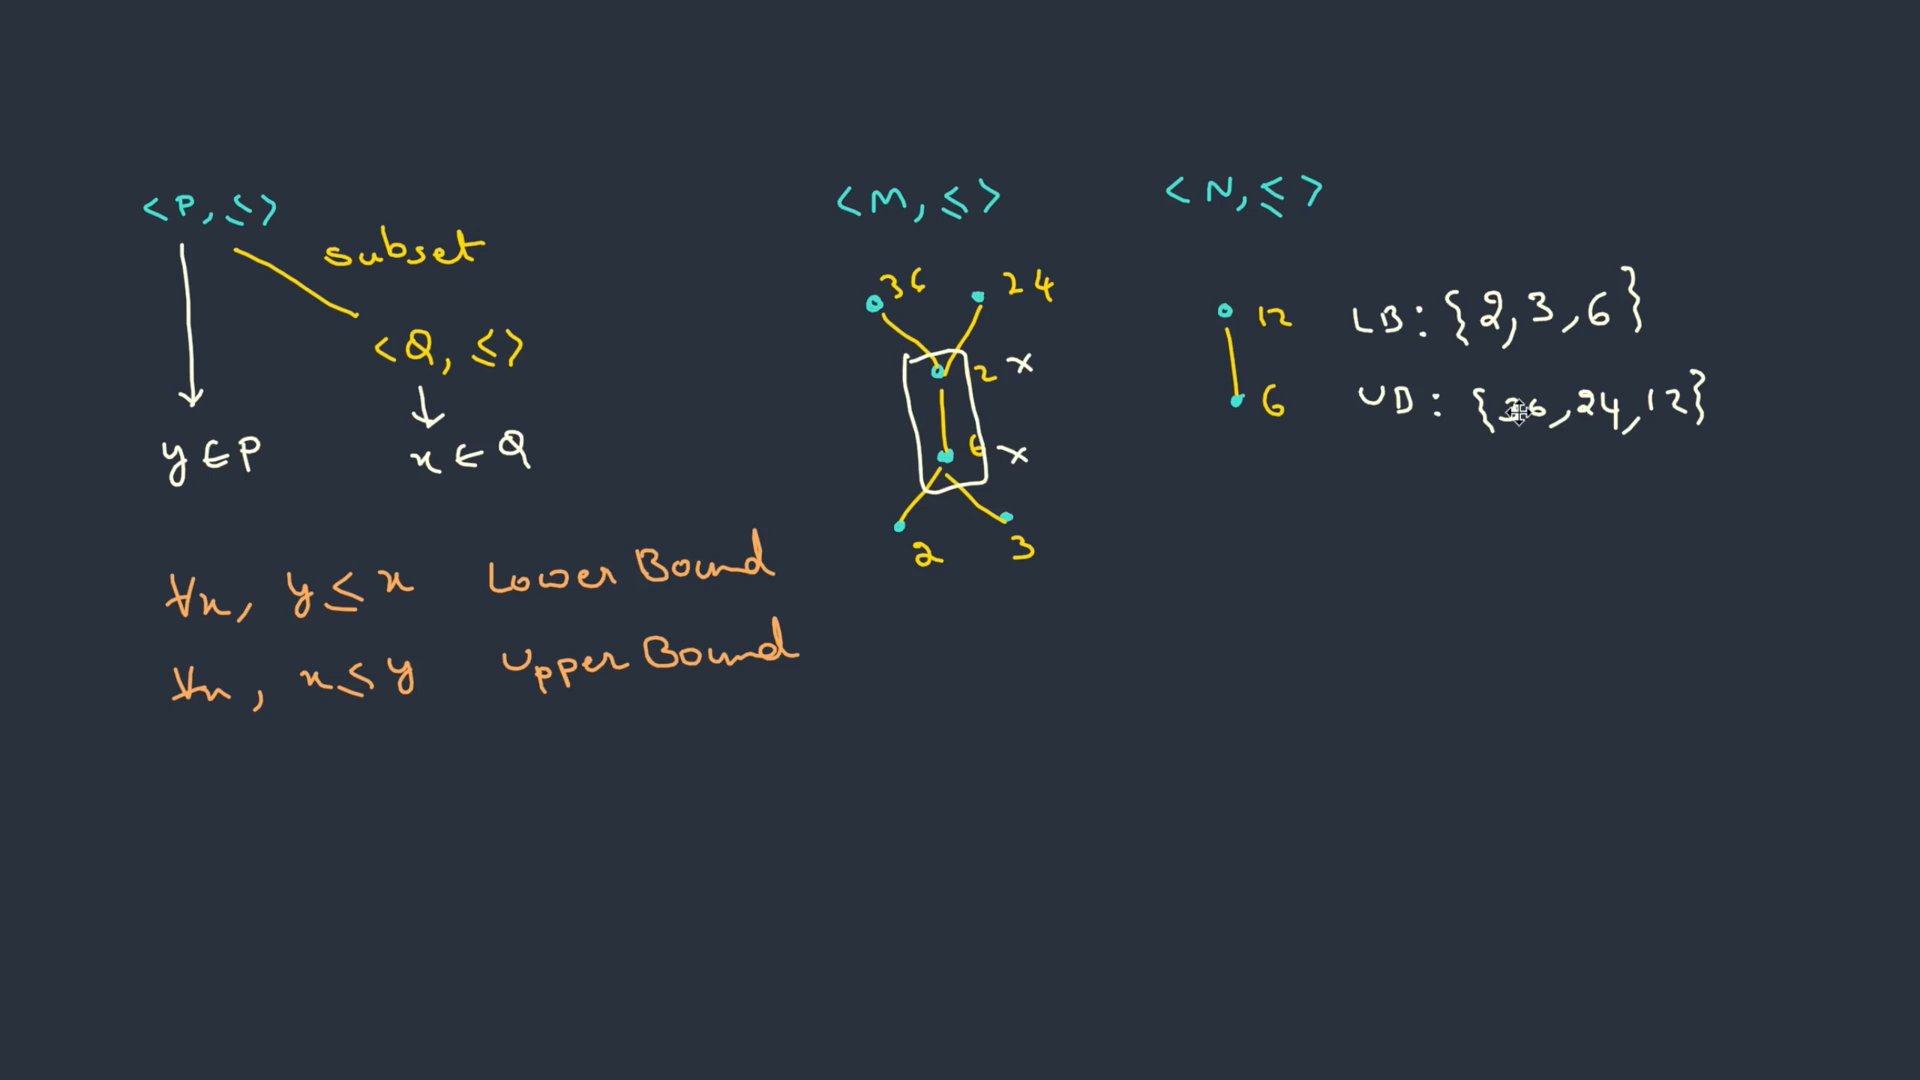 <P, ≤>
subset
<Q, ≤>
y ∈ P
x ∈ Q
∀x, y ≤ x Lower Bound
∀x, x ≤ y Upper Bound
<M, ≤>
36 24
2 x
6 x
2 3
<N, ≤>
12
6
LB: {2, 3, 6}
UB: {36, 24, 12}